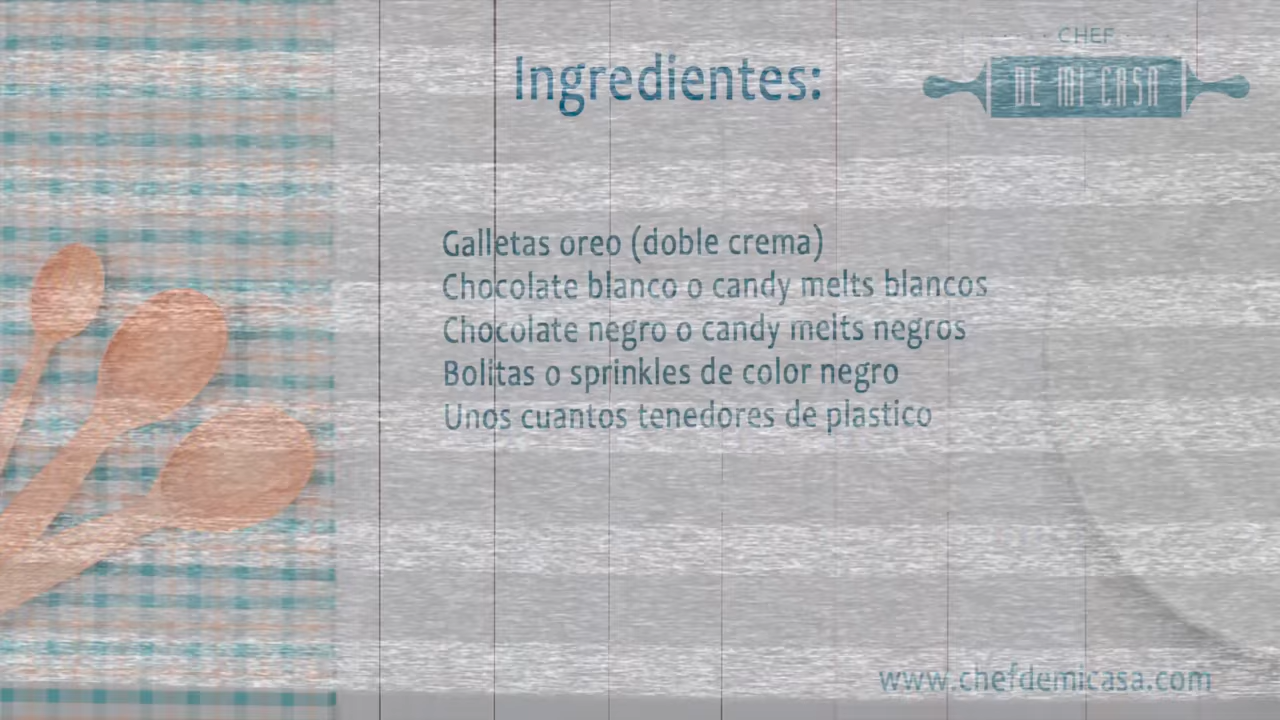 CHEF
DE MI CASA
Ingredientes:
Galletas oreo (doble crema)
Chocolate blanco o candy melts blancos
Chocolate negro o candy melts negros
Bolitas o sprinkles de color negro
Unos cuantos tenedores de plastico
www.chefdemicasa.com